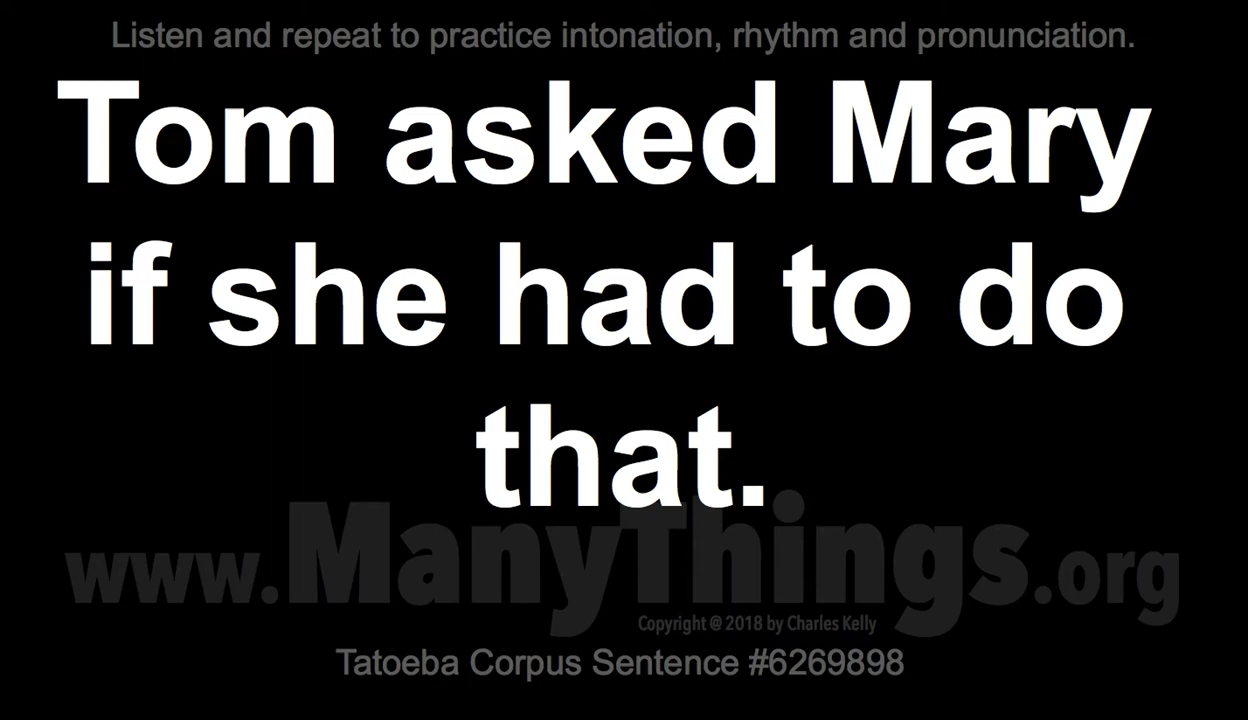 Listen and repeat to practice intonation, rhythm and pronunciation.
Tom asked Mary
if she had to do
that.
www.ManyThings.org
Copyright @ 2018 by Charles Kelly
Tatoeba Corpus Sentence #6269898